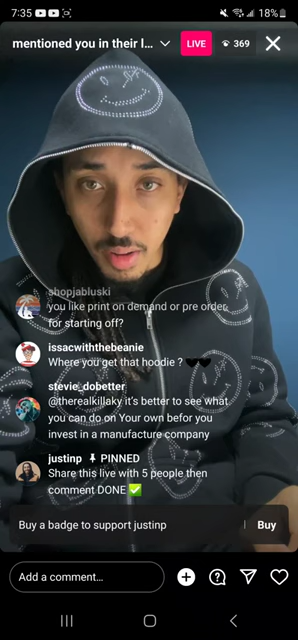 7:35
18%
mentioned you in their l...
LIVE
369
shopjabluski
you like print on demand or pre order
for starting off?
issacwiththebeanie
Where you get that hoodie ? 🖤🖤
stevie_dobetter
@therealkillaky it's better to see what
you can do on Your own befor you
invest in a manufacture company
justinp 📌 PINNED
Share this live with 5 people then
comment DONE ✅
Buy a badge to support justinp
Buy
Add a comment...